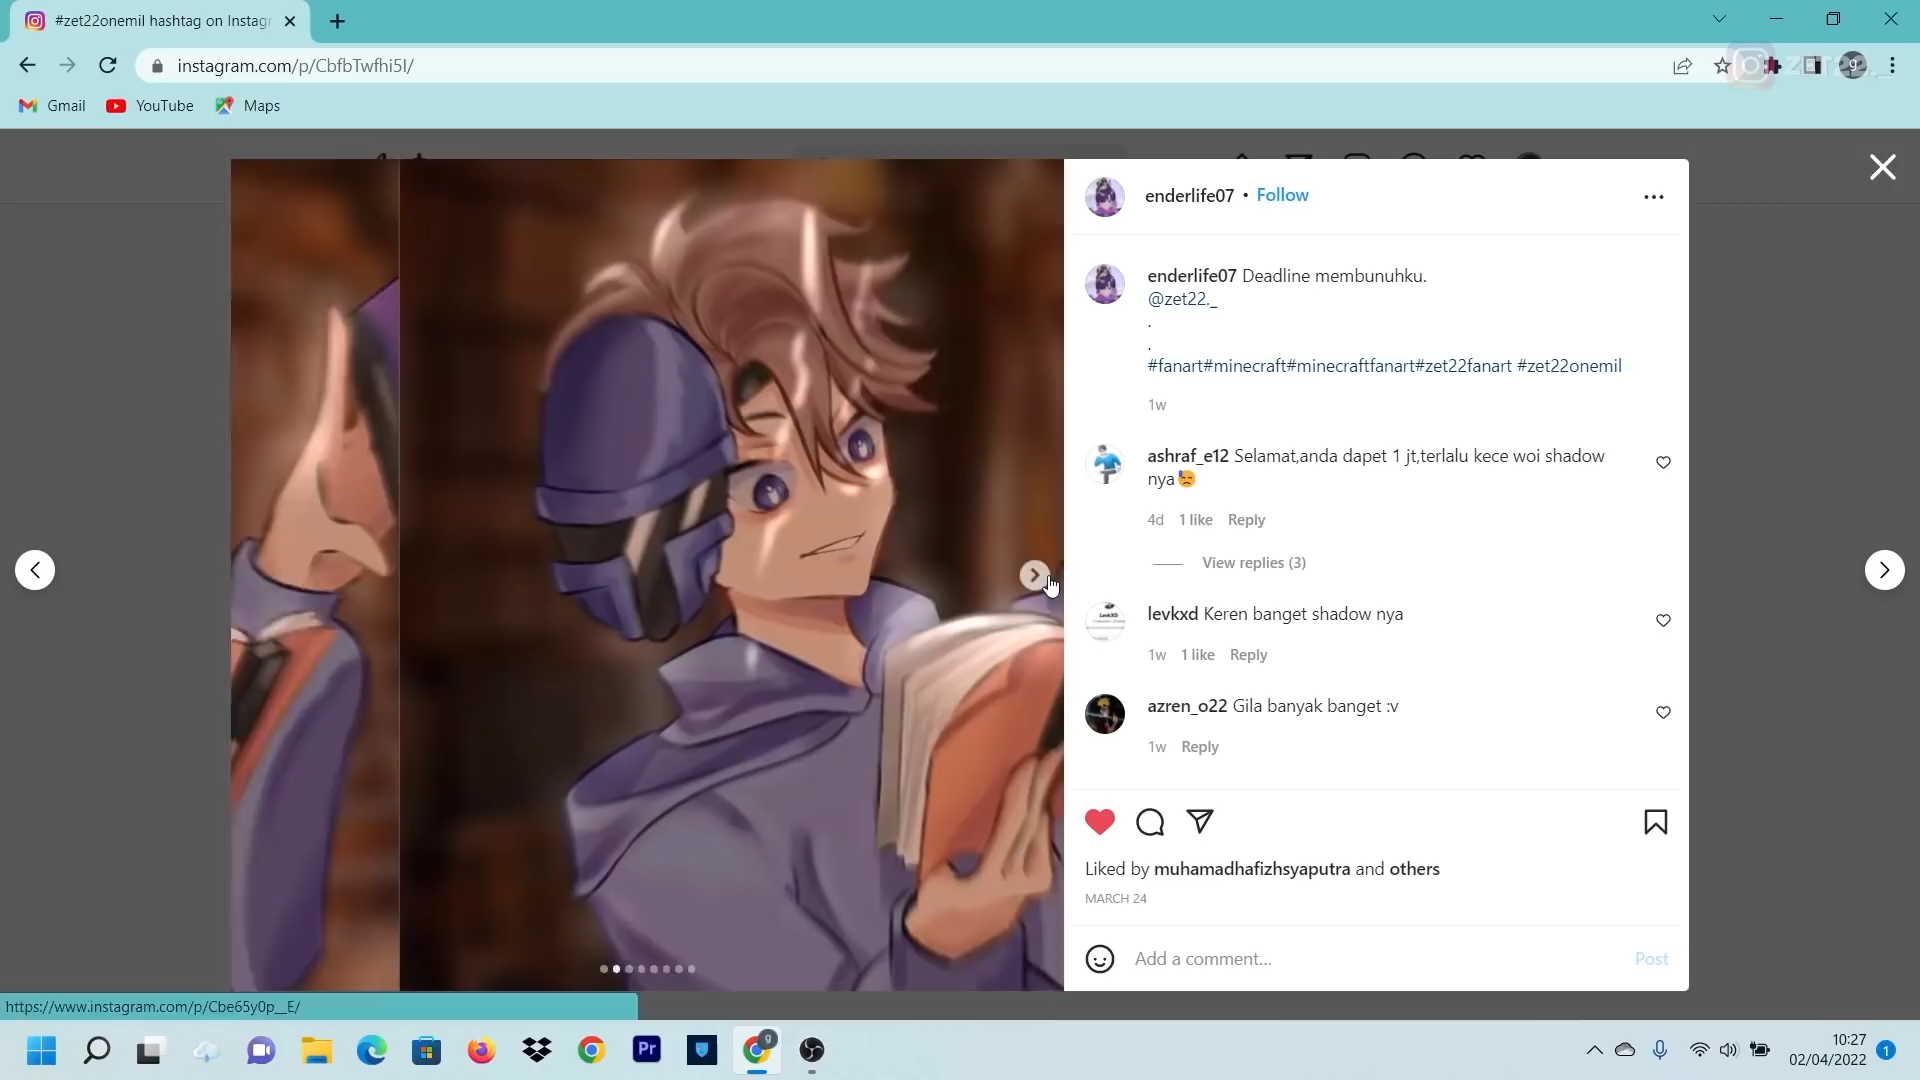 #zet22onemil hashtag on Instagr
instagram.com/p/CbfbTwfhi5I/
g
Gmail
YouTube
Maps
enderlife07 • Follow
enderlife07 Deadline membunuhku.
@zet22._
.
.
#fanart#minecraft#minecraftfanart#zet22fanart #zet22onemil
1w
ashraf_e12 Selamat,anda dapet 1 jt,terlalu kece woi shadow
nya😓
4d 1 like Reply
View replies (3)
levkxd Keren banget shadow nya
1w 1 like Reply
azren_o22 Gila banyak banget :v
1w Reply
Liked by muhamadhafizhsyaputra and others
MARCH 24
Add a comment...
Post
https://www.instagram.com/p/Cbe65y0p__E/
Pr
g
10:27
02/04/2022
1